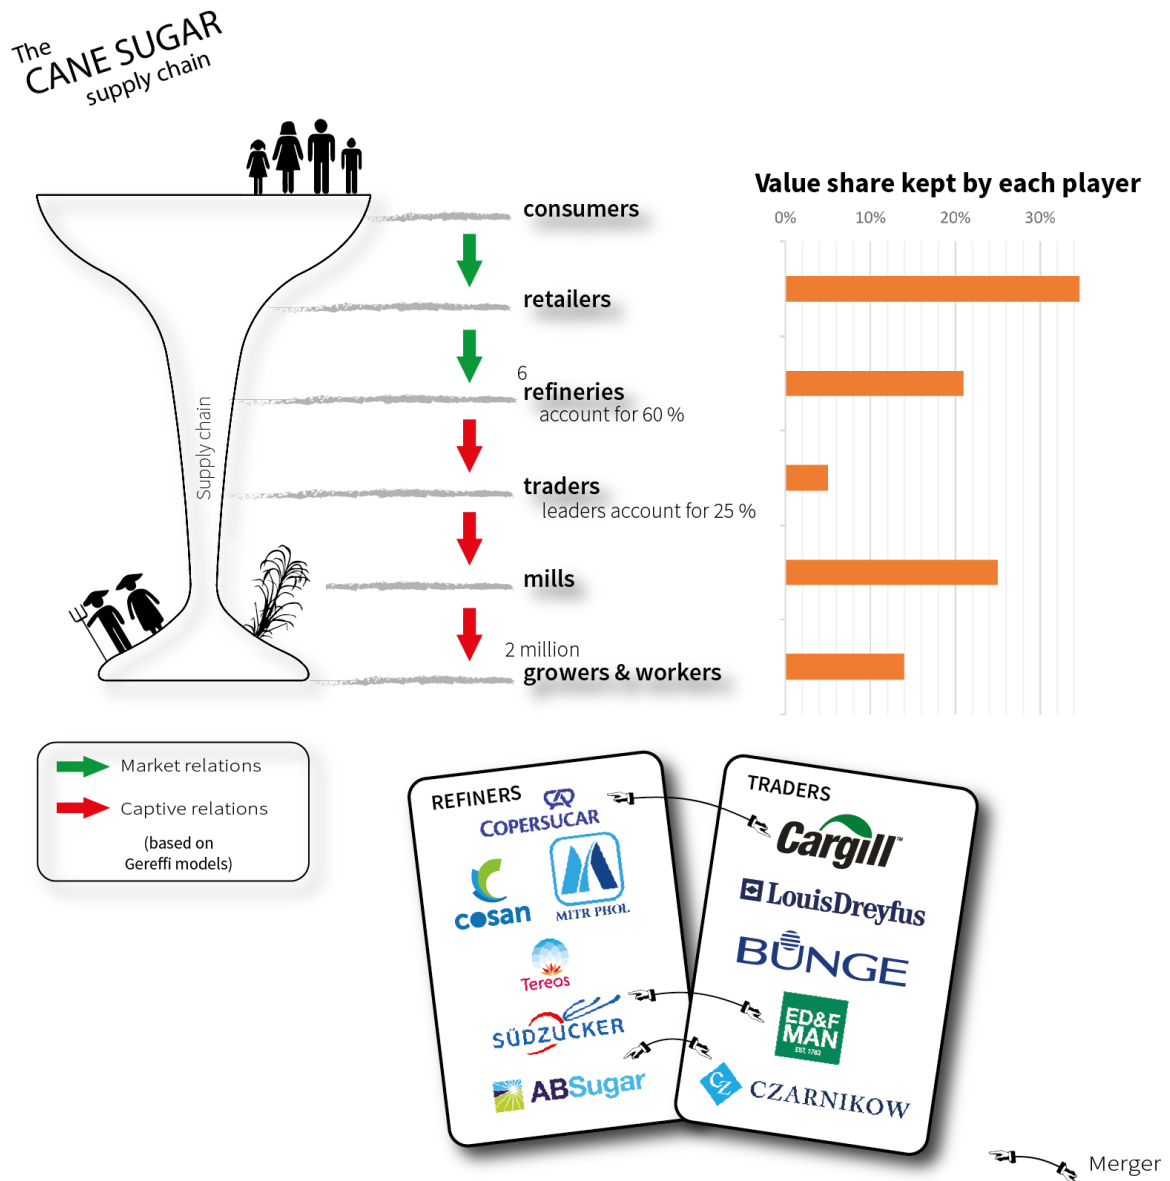 The
CANE SUGAR
supply chain
Value share kept by each player
0% 10% 20% 30%
consumers
retailers
6
refineries
account for 60 %
traders
leaders account for 25 %
mills
2 million
growers & workers
Supply chain
Market relations
Captive relations
(based on
Gereffi models)
REFINERS
COPERSUCAR
cosan
MITR PHOL
Tereos
SÜDZUCKER
ABSugar
TRADERS
Cargill™
LouisDreyfus
BUNGE
ED&F
MAN
EST. 1783
CZ CZARNIKOW
Merger